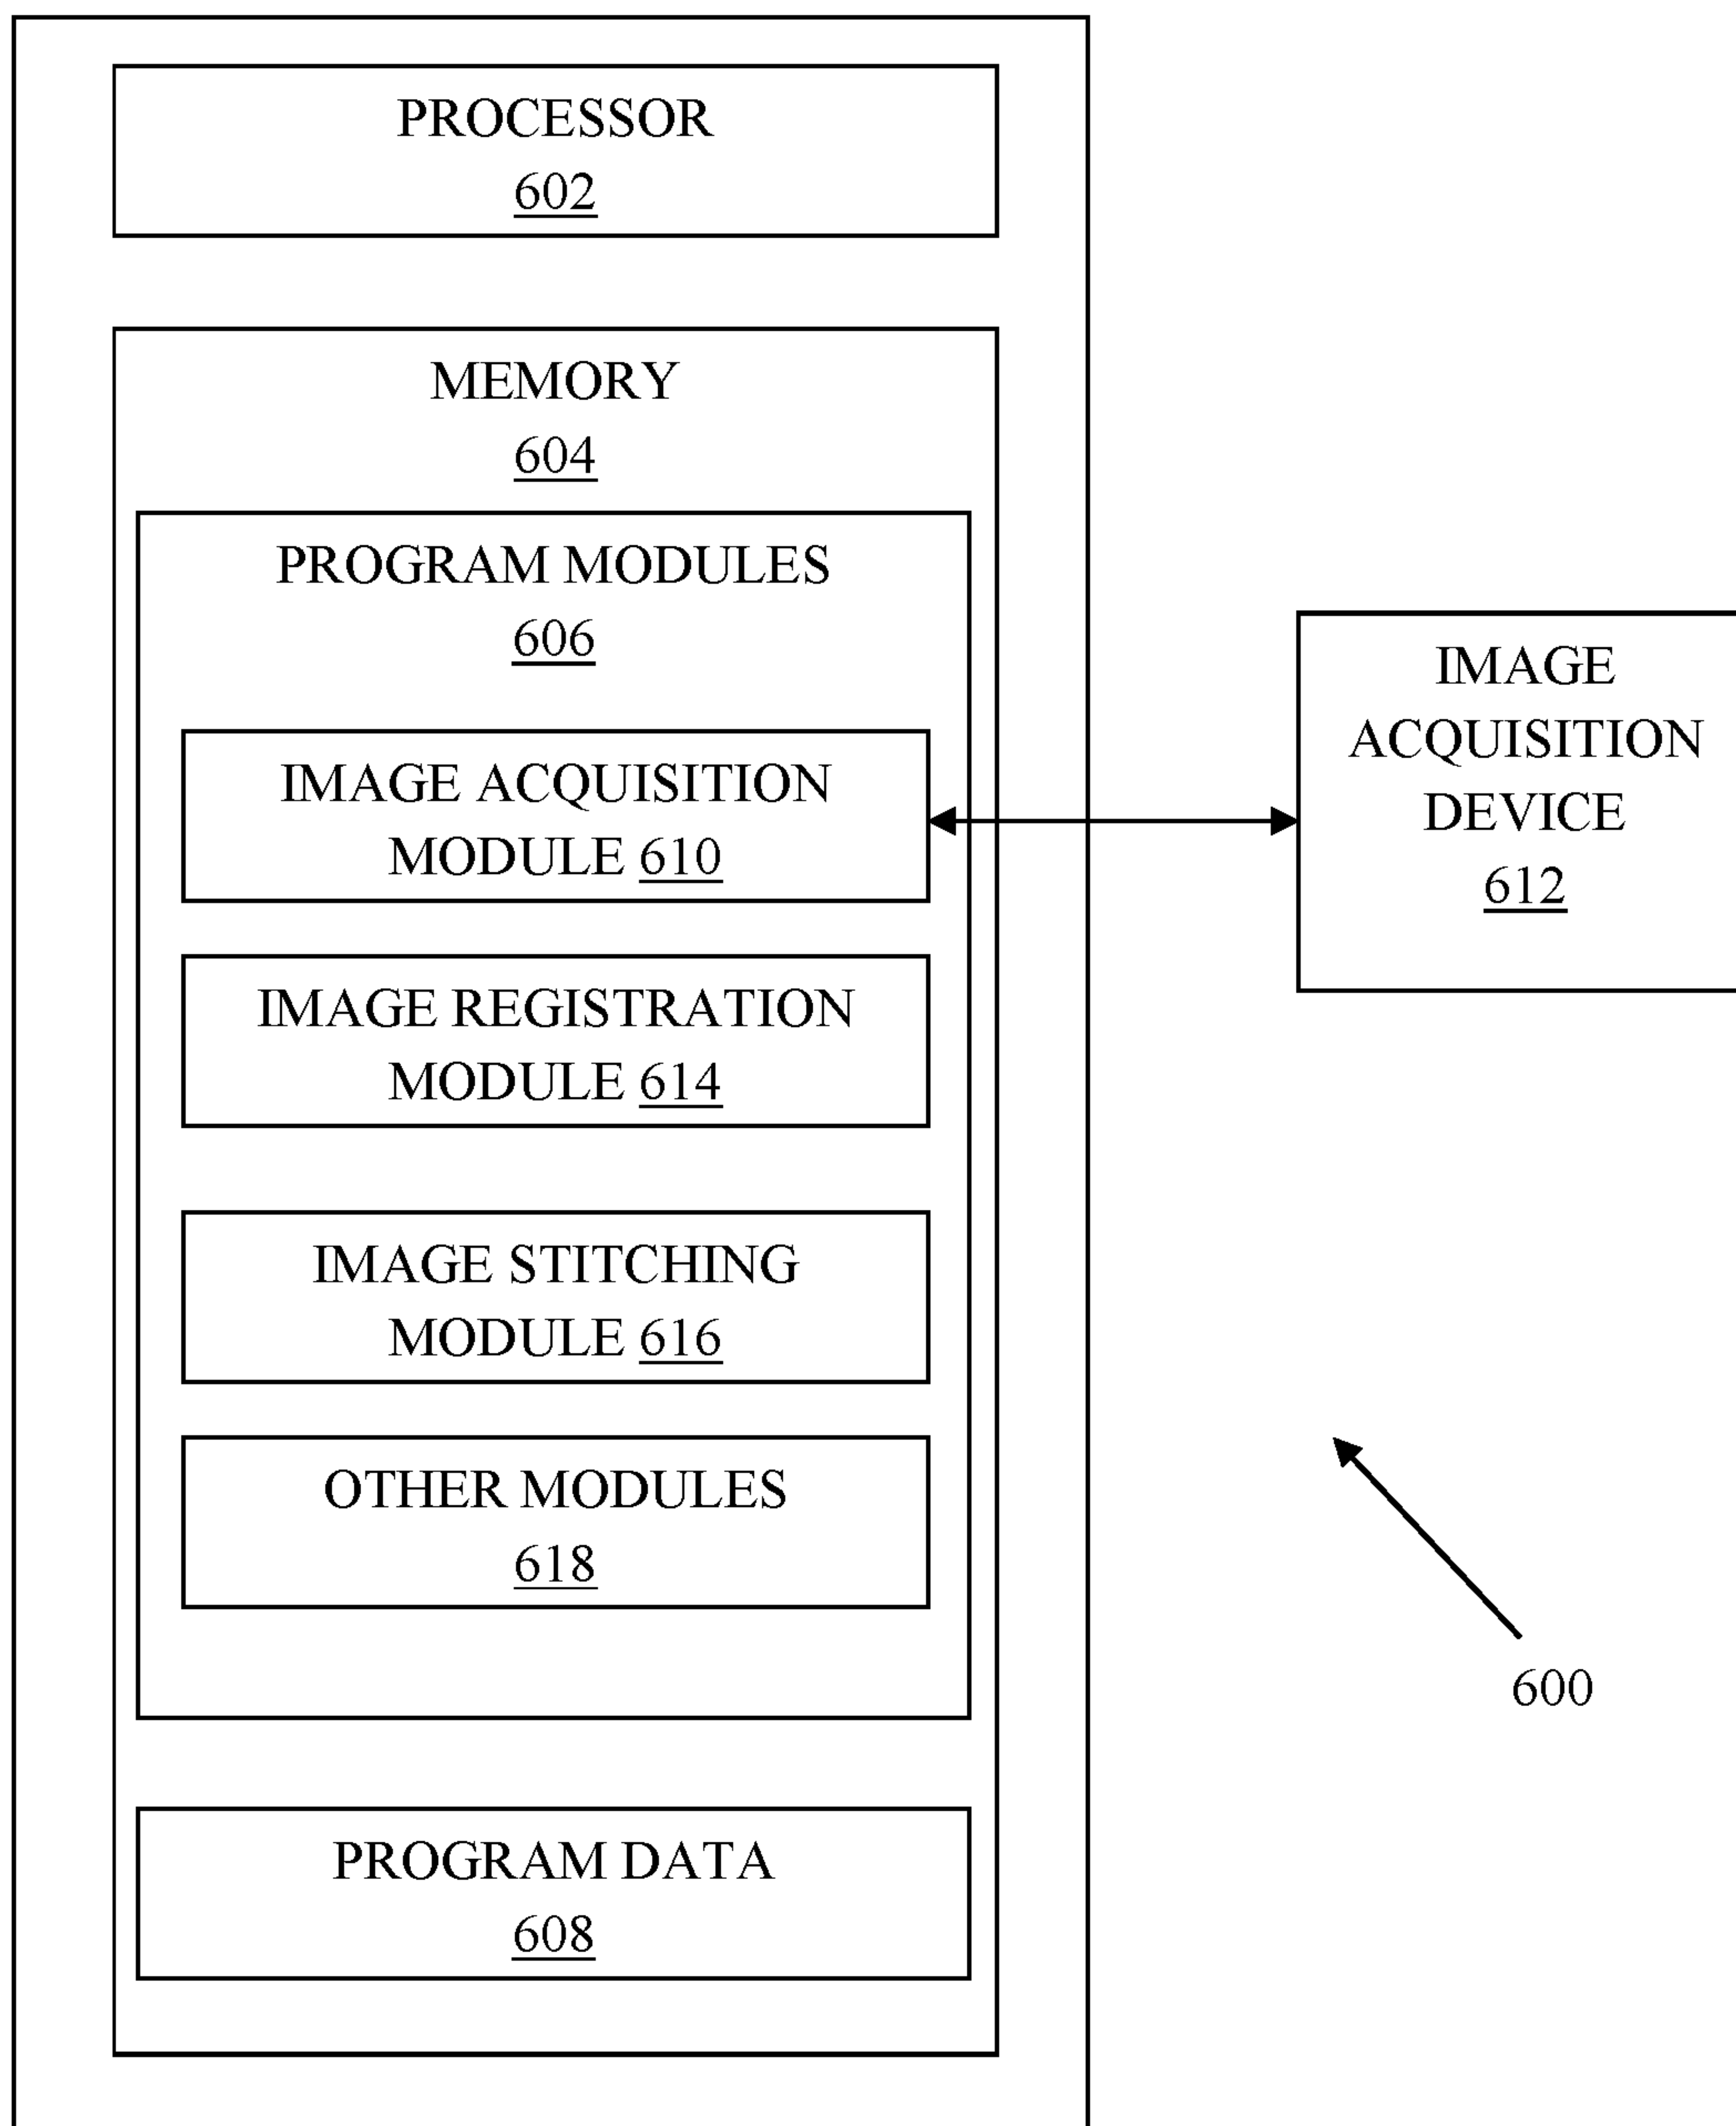 PROCESSOR
602
MEMORY
604
PROGRAM MODULES
606
IMAGE ACQUISITION
MODULE 610
IMAGE REGISTRATION
MODULE 614
IMAGE STITCHING
MODULE 616
OTHER MODULES
618
PROGRAM DATA
608
IMAGE
ACQUISITION
DEVICE
612
600